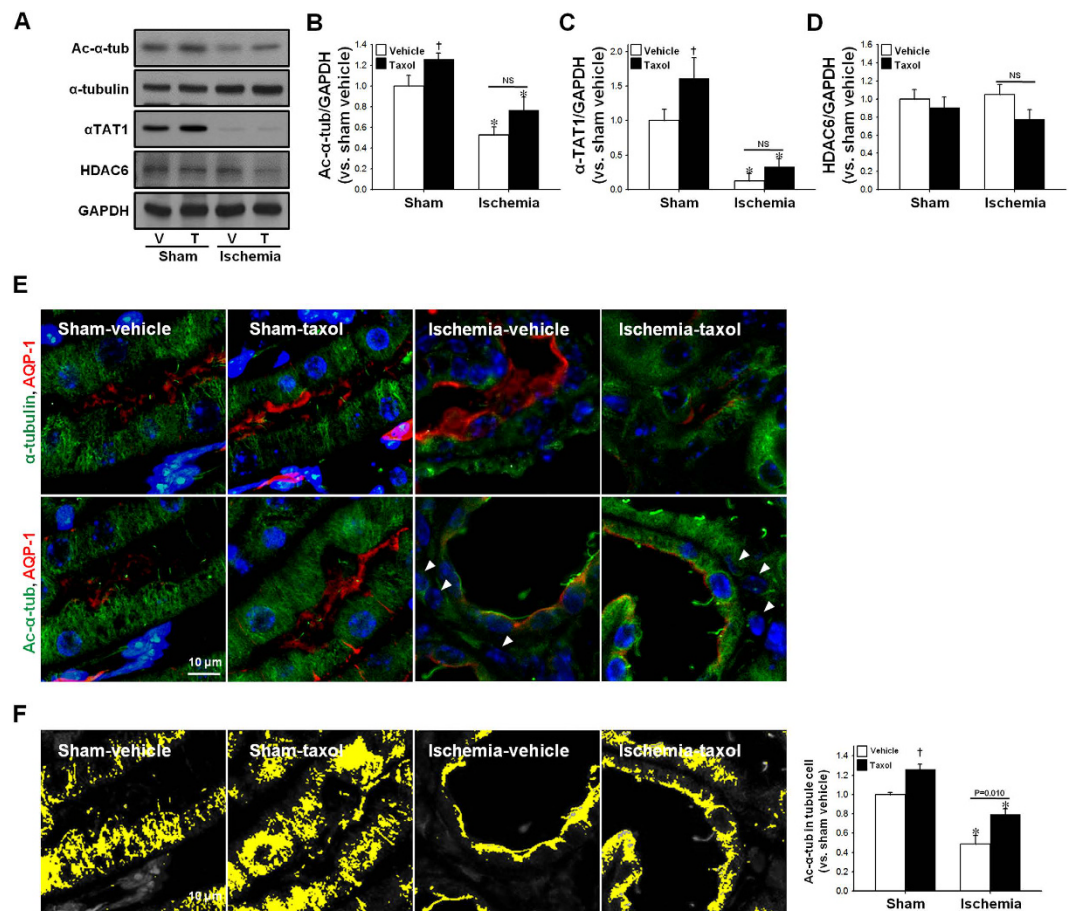 A
Ac-α-tub
α-tubulin
αTAT1
HDAC6
GAPDH
V T V T
Sham Ischemia
B
Ac-α-tub/GAPDH
(vs. sham vehicle)
1.4
1.2
1.0
0.8
0.6
0.4
0.2
0.0
Vehicle
Taxol
†
NS
*
*
Sham Ischemia
C
α-TAT1/GAPDH
(vs. sham vehicle)
2.0
1.5
1.0
0.5
0.0
Vehicle
Taxol
†
NS
*
*
Sham Ischemia
D
HDAC6/GAPDH
(vs. sham vehicle)
1.4
1.2
1.0
0.8
0.6
0.4
0.2
0.0
Vehicle
Taxol
NS
Sham Ischemia
E
α-tubulin, AQP-1
Sham-vehicle
Sham-taxol
Ischemia-vehicle
Ischemia-taxol
Ac-α-tub, AQP-1
10 μm
F
Sham-vehicle
Sham-taxol
Ischemia-vehicle
Ischemia-taxol
10 μm
Ac-α-tub in tubule cell
(vs. sham vehicle)
1.4
1.2
1.0
0.8
0.6
0.4
0.2
0.0
Vehicle
Taxol
†
P=0.010
*
*
Sham Ischemia